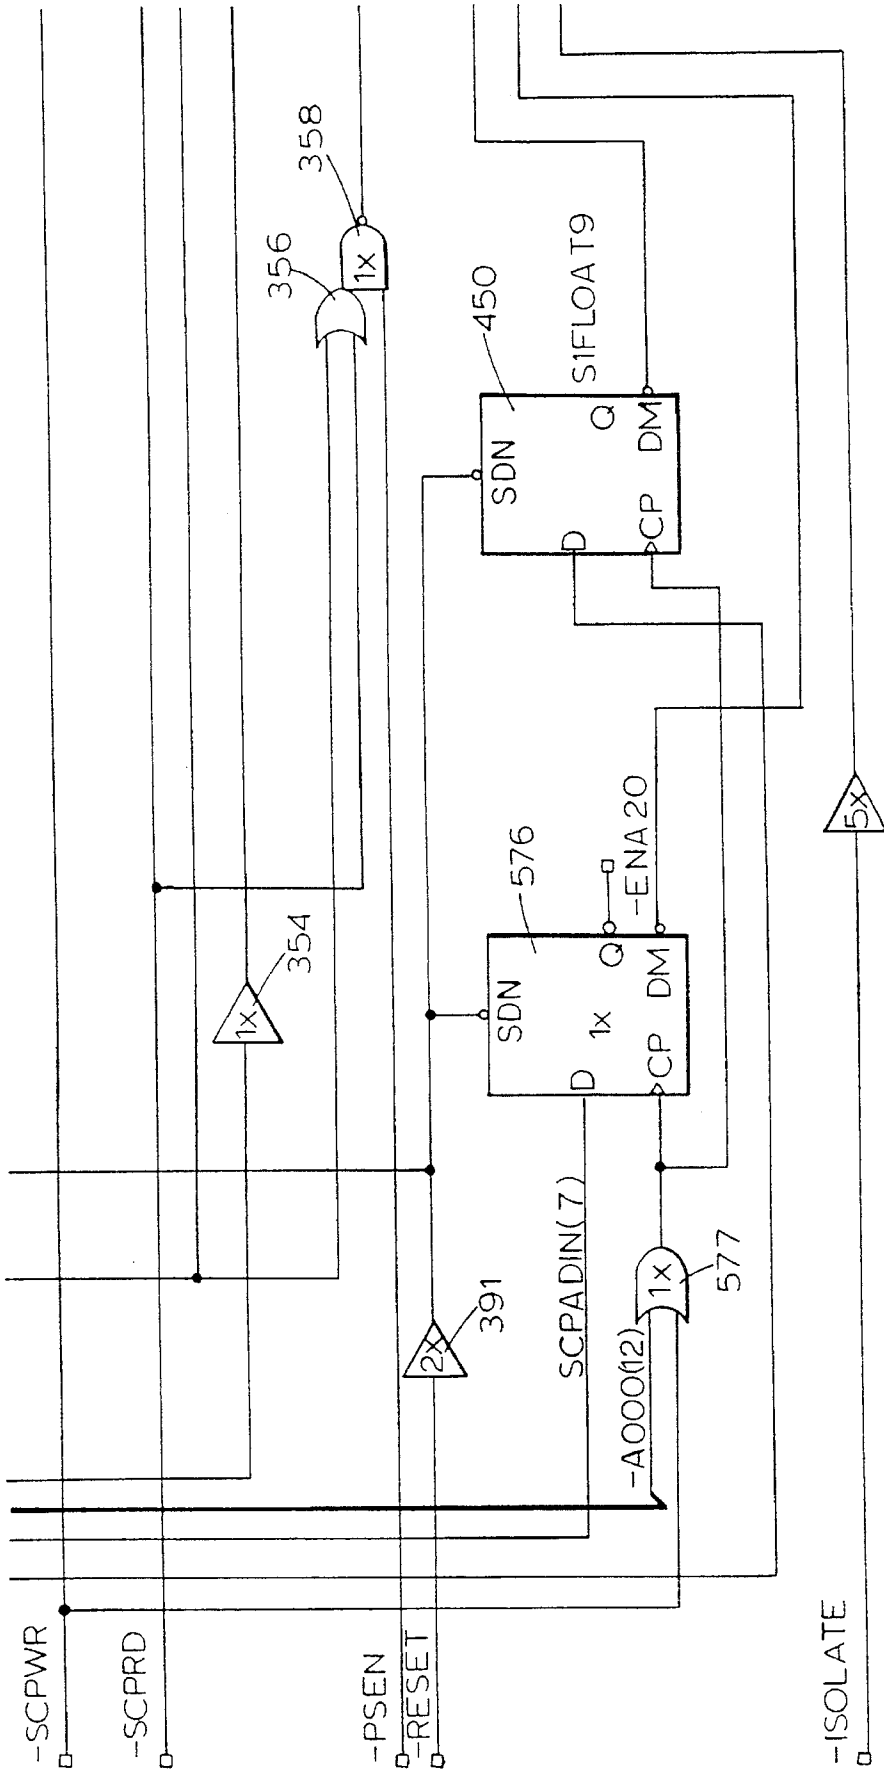 -SCPWR
-SCPRD
-PSEN
-RESET
-ISOLATE
354
1x
356
358
1x
2x
391
SCPADIN(7)
-A000(12)
1x
577
576
SDN
D
1x
Q
CP
DM
-ENA20
450
SDN
D
Q
CP
DM
S1FLOAT9
5x